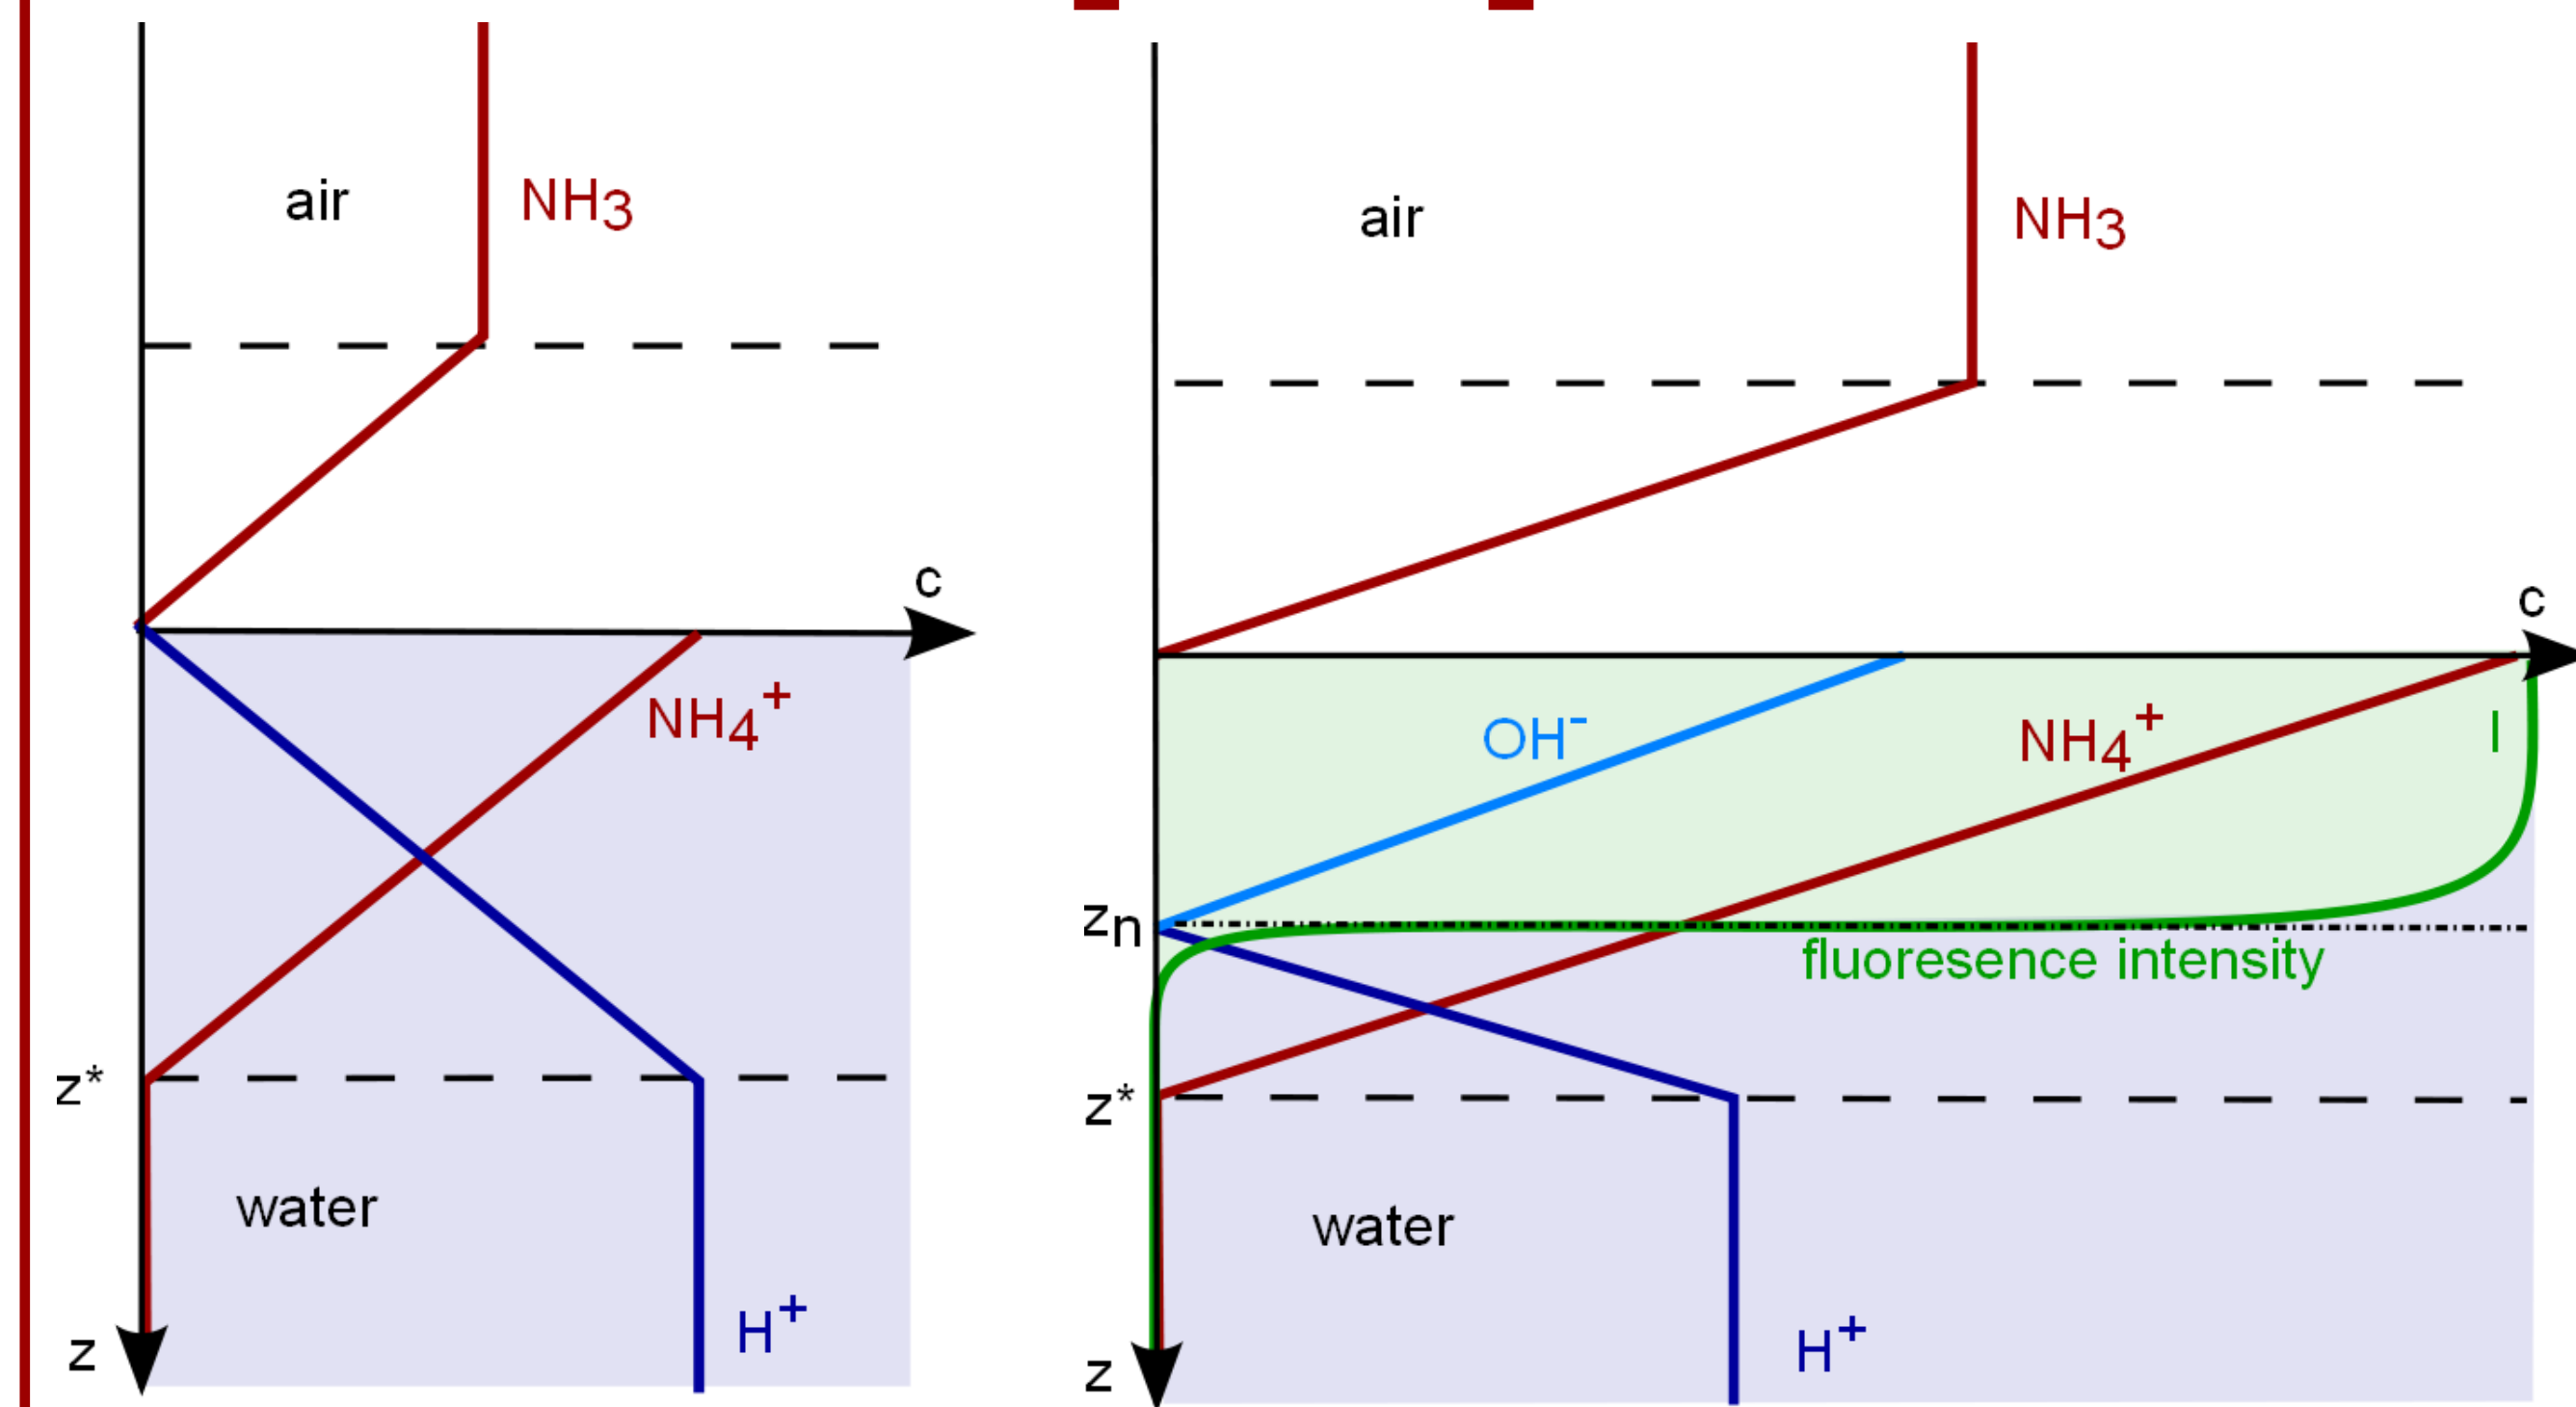 air
NH3
c
NH4+
z*
water
H+
z
air
NH3
c
OH-
NH4+
I
zn
fluoresence intensity
z*
water
H+
z